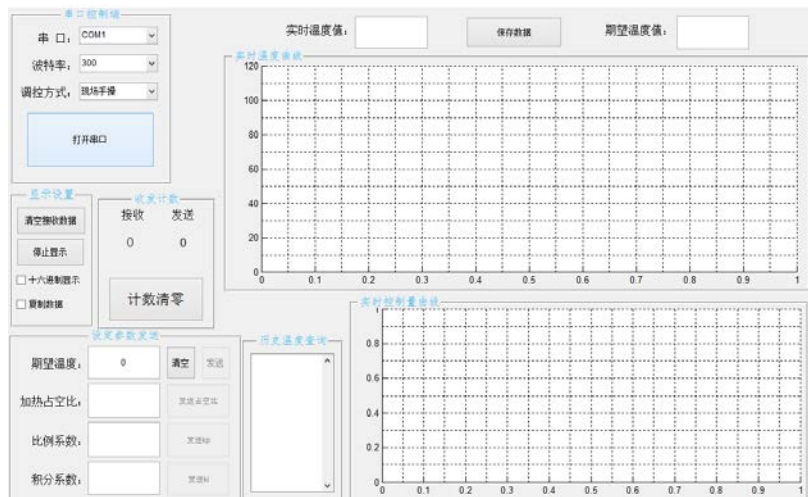 串口控制端
串 口：
COM1
波特率：
300
调控方式：
现场手操
打开串口
实时温度值：
保存数据
期望温度值：
实时温度曲线
120
100
80
60
40
20
0
0 0.1 0.2 0.3 0.4 0.5 0.6 0.7 0.8 0.9 1
显示设置
清空接收数据
停止显示
十六进制显示
复制数据
收发计数
接收 发送
0 0
计数清零
设定参数发送
期望温度：
0
清空
发送
加热占空比：
发送占空比
比例系数：
发送kp
积分系数：
发送ki
历史温度查询
实时控制量曲线
1
0.8
0.6
0.4
0.2
0
0 0.1 0.2 0.3 0.4 0.5 0.6 0.7 0.8 0.9 1